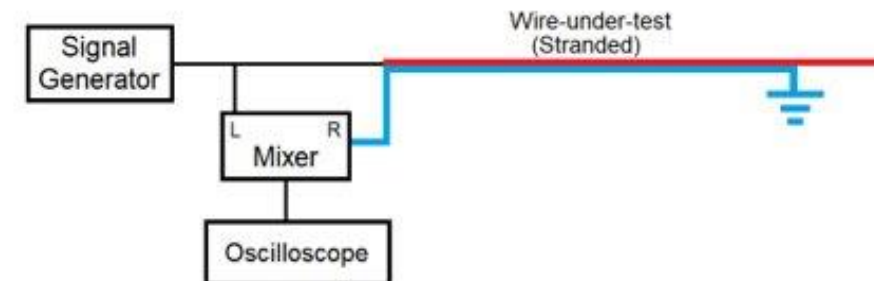 Wire-under-test
(Stranded)
Signal
Generator
L
R
Mixer
Oscilloscope